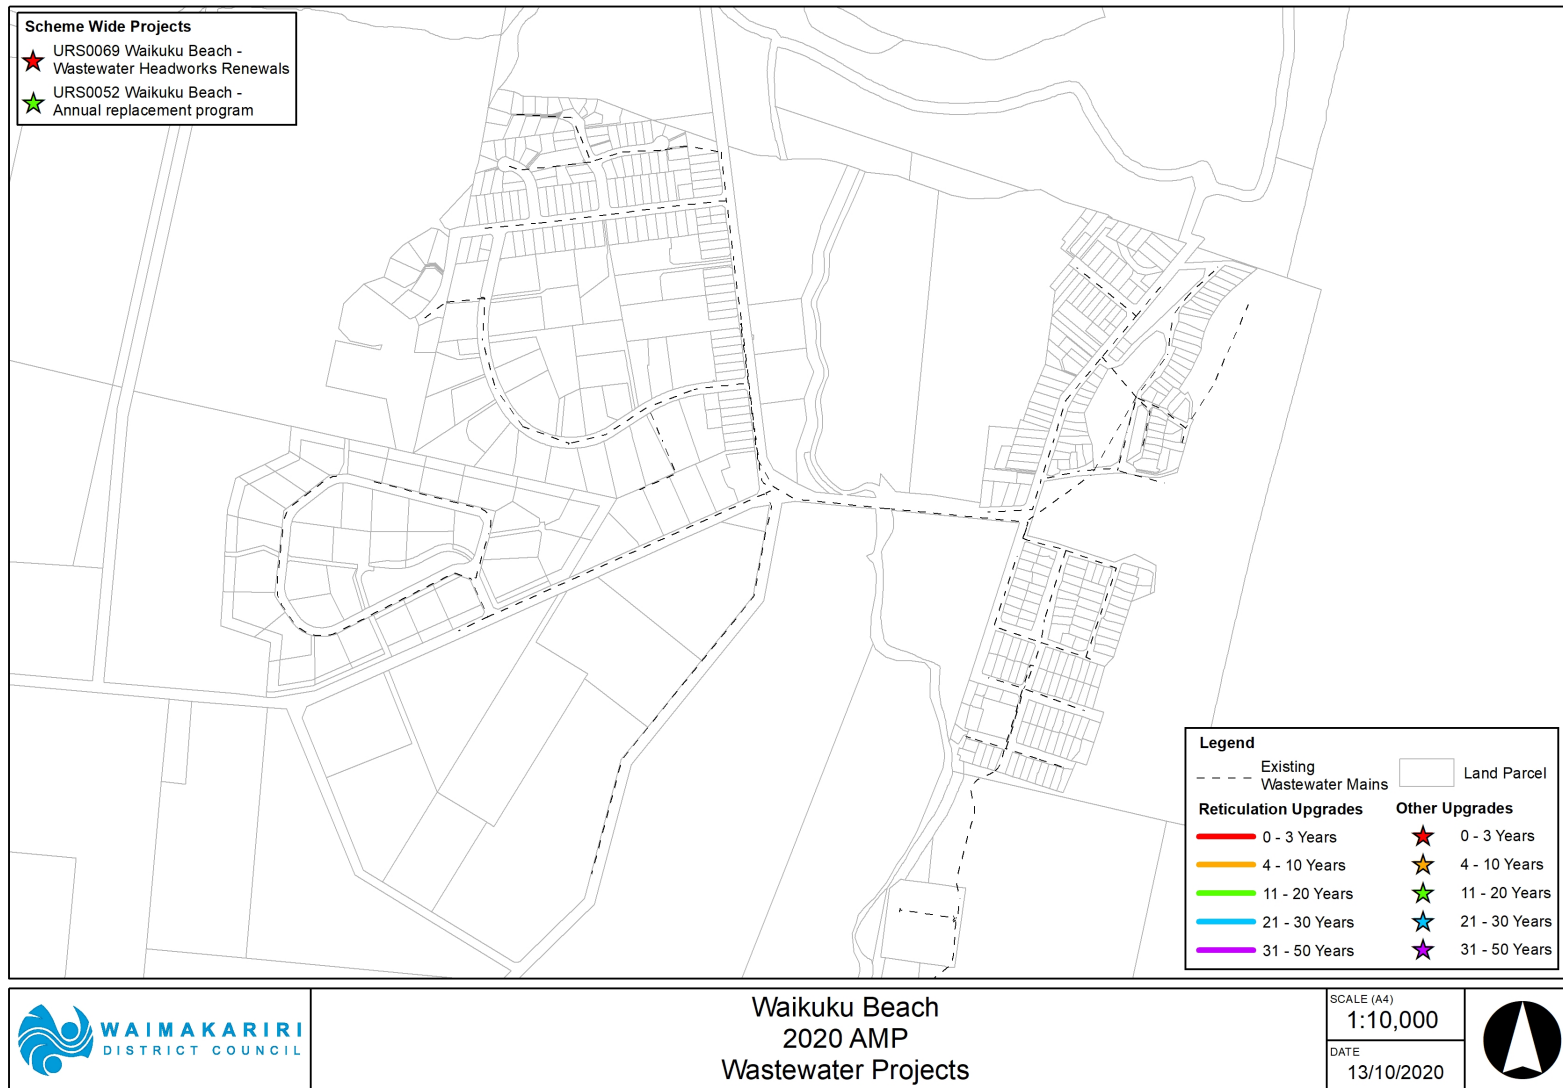 Scheme Wide Projects
URS0069 Waikuku Beach -
Wastewater Headworks Renewals
URS0052 Waikuku Beach -
Annual replacement program
Legend
Existing
Wastewater Mains
Land Parcel
Reticulation Upgrades
0 - 3 Years
4 - 10 Years
11 - 20 Years
21 - 30 Years
31 - 50 Years
Other Upgrades
0 - 3 Years
4 - 10 Years
11 - 20 Years
21 - 30 Years
31 - 50 Years
WAIMAKARIRI
DISTRICT COUNCIL
Waikuku Beach
2020 AMP
Wastewater Projects
SCALE (A4)
1:10,000
DATE
13/10/2020